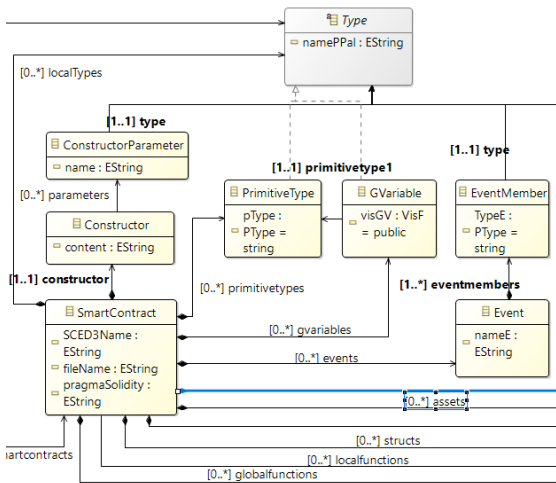 Type
namePPal : EString
[0..*] localTypes
[1..1] type
[1..1] type
ConstructorParameter
name : EString
[1..1] primitivetype1
[0..*] parameters
PrimitiveType
pType :
PType =
string
GVariable
visGV : VisF
= public
EventMember
TypeE :
PType =
string
Constructor
content : EString
[1..1] constructor
[0..*] primitivetypes
[1..*] eventmembers
SmartContract
SCED3Name :
EString
fileName : EString
pragmaSolidity :
EString
Event
nameE :
EString
[0..*] gvariables
[0..*] events
[0..*] assets
[0..*] structs
martcontracts
[0..*] localfunctions
[0..*] globalfunctions